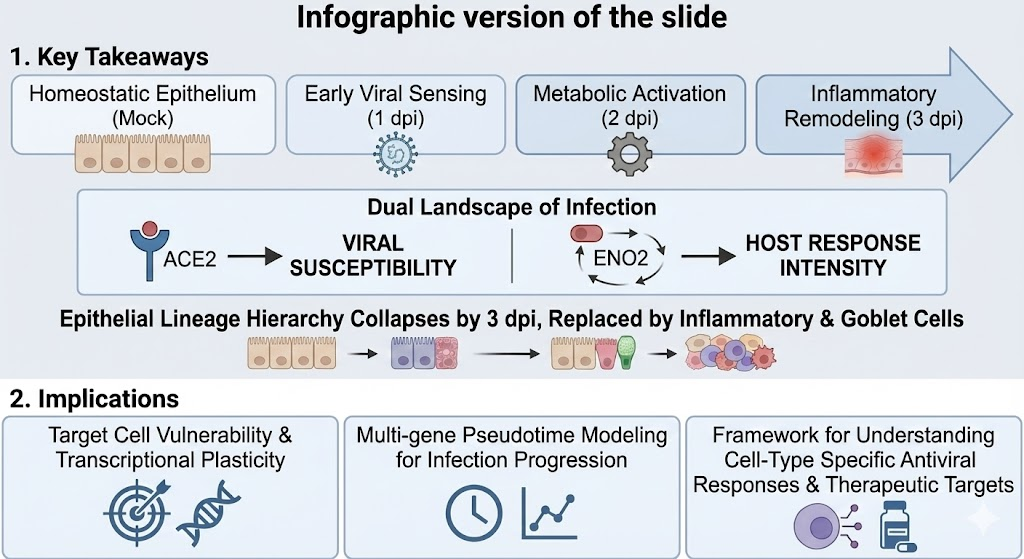 Infographic version of the slide
1. Key Takeaways
Homeostatic Epithelium
(Mock)
Early Viral Sensing
(1 dpi)
Metabolic Activation
(2 dpi)
Inflammatory
Remodeling (3 dpi)
Dual Landscape of Infection
ACE2
VIRAL
SUSCEPTIBILITY
ENO2
HOST RESPONSE
INTENSITY
Epithelial Lineage Hierarchy Collapses by 3 dpi, Replaced by Inflammatory & Goblet Cells
2. Implications
Target Cell Vulnerability &
Transcriptional Plasticity
Multi-gene Pseudotime Modeling
for Infection Progression
Framework for Understanding
Cell-Type Specific Antiviral
Responses & Therapeutic Targets